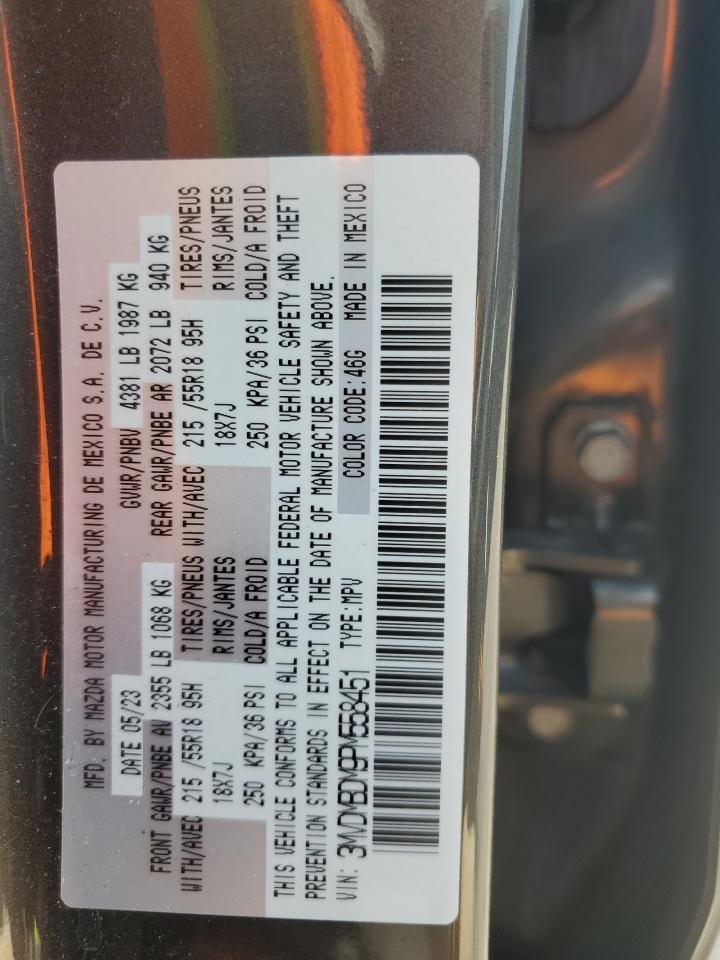 MFD. BY MAZDA MOTOR MANUFACTURING DE MEXICO S.A. DE C.V.
DATE 05/23 GVWR/PNBV 4381 LB 1987 KG
FRONT GAWR/PNBE AV 2355 LB 1068 KG REAR GAWR/PNBE AR 2072 LB 940 KG
WITH/AVEC 215 /55R18 95H TIRES/PNEUS WITH/AVEC 215 /55R18 95H TIRES/PNEUS
18X7J RIMS/JANTES 18X7J RIMS/JANTES
250 KPA/36 PSI COLD/A FROID 250 KPA/36 PSI COLD/A FROID
THIS VEHICLE CONFORMS TO ALL APPLICABLE FEDERAL MOTOR VEHICLE SAFETY AND THEFT
PREVENTION STANDARDS IN EFFECT ON THE DATE OF MANUFACTURE SHOWN ABOVE.
VIN: 3MVDMBDM9PM558451 TYPE:MPV COLOR CODE:46G MADE IN MEXICO